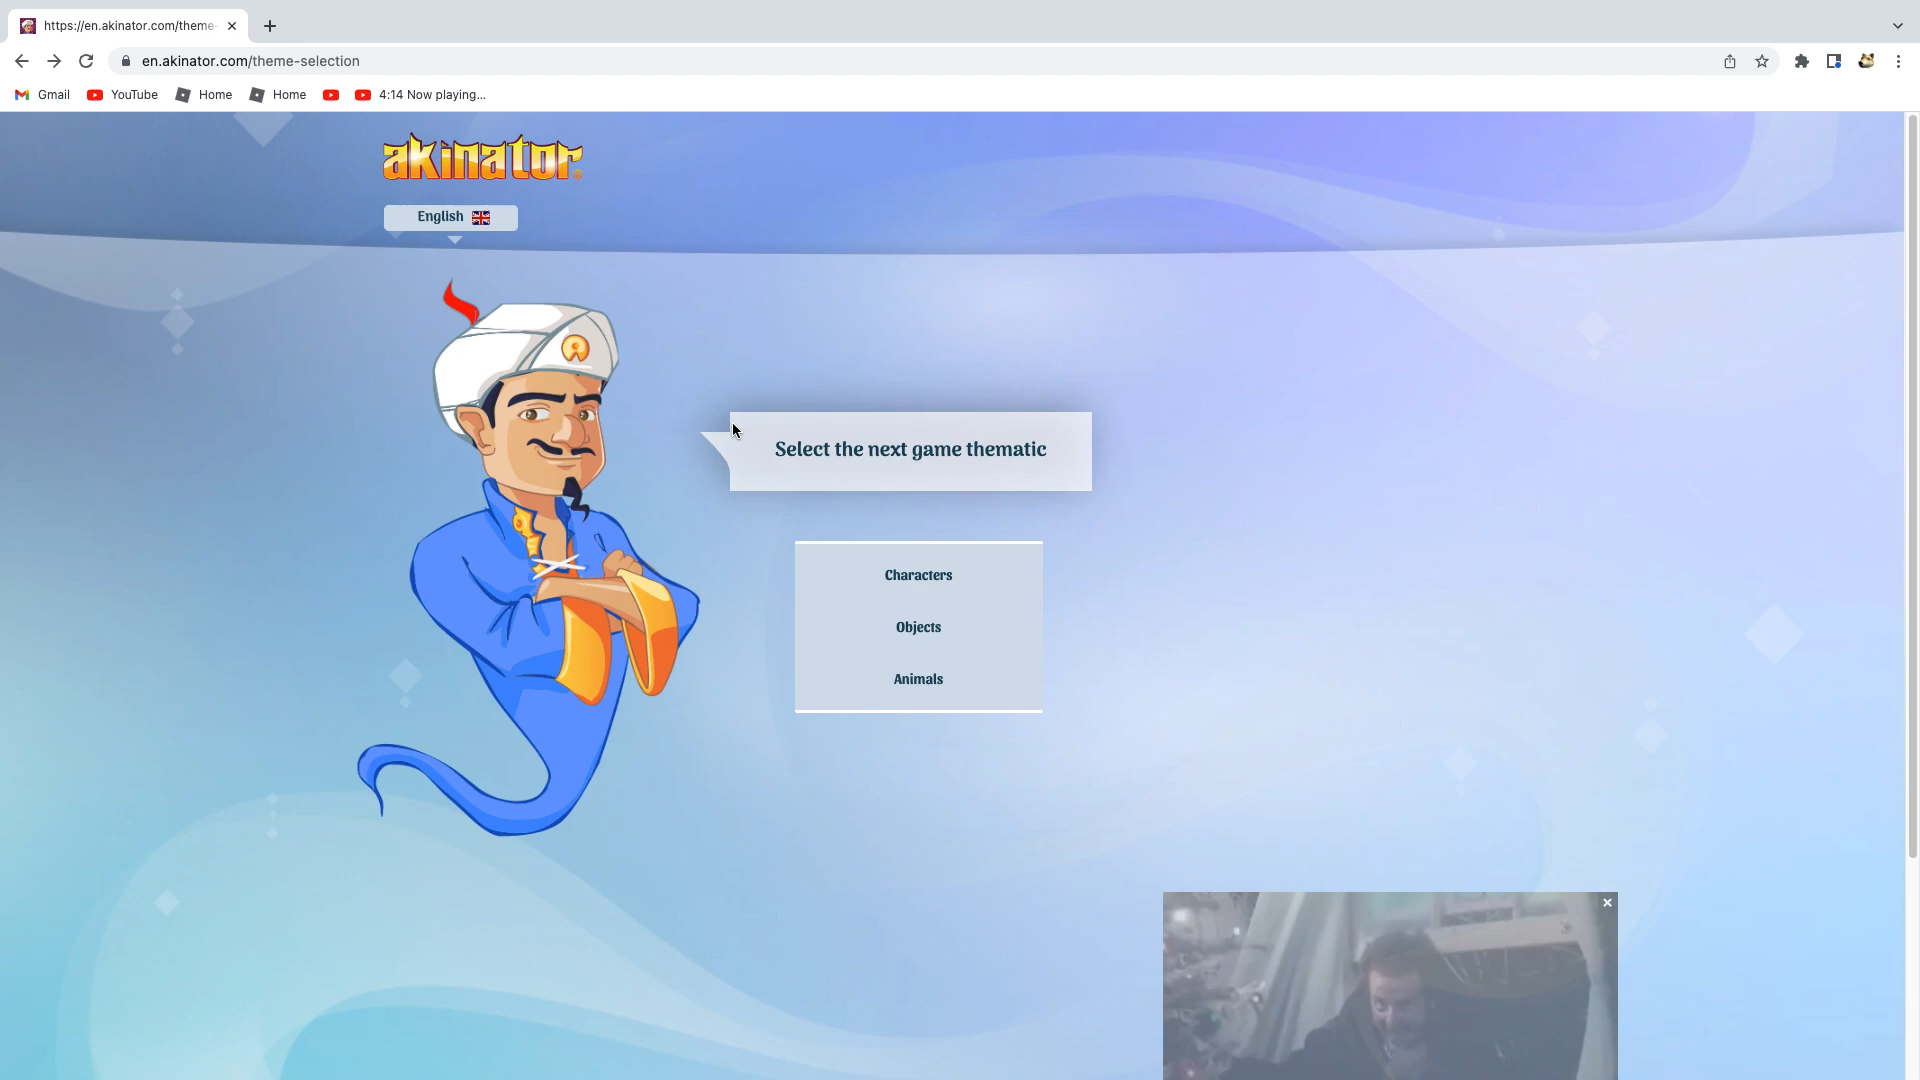 https://en.akinator.com/theme-
en.akinator.com/theme-selection
Gmail YouTube Home Home 4:14 Now playing...
akinator
English
Select the next game thematic
Characters
Objects
Animals